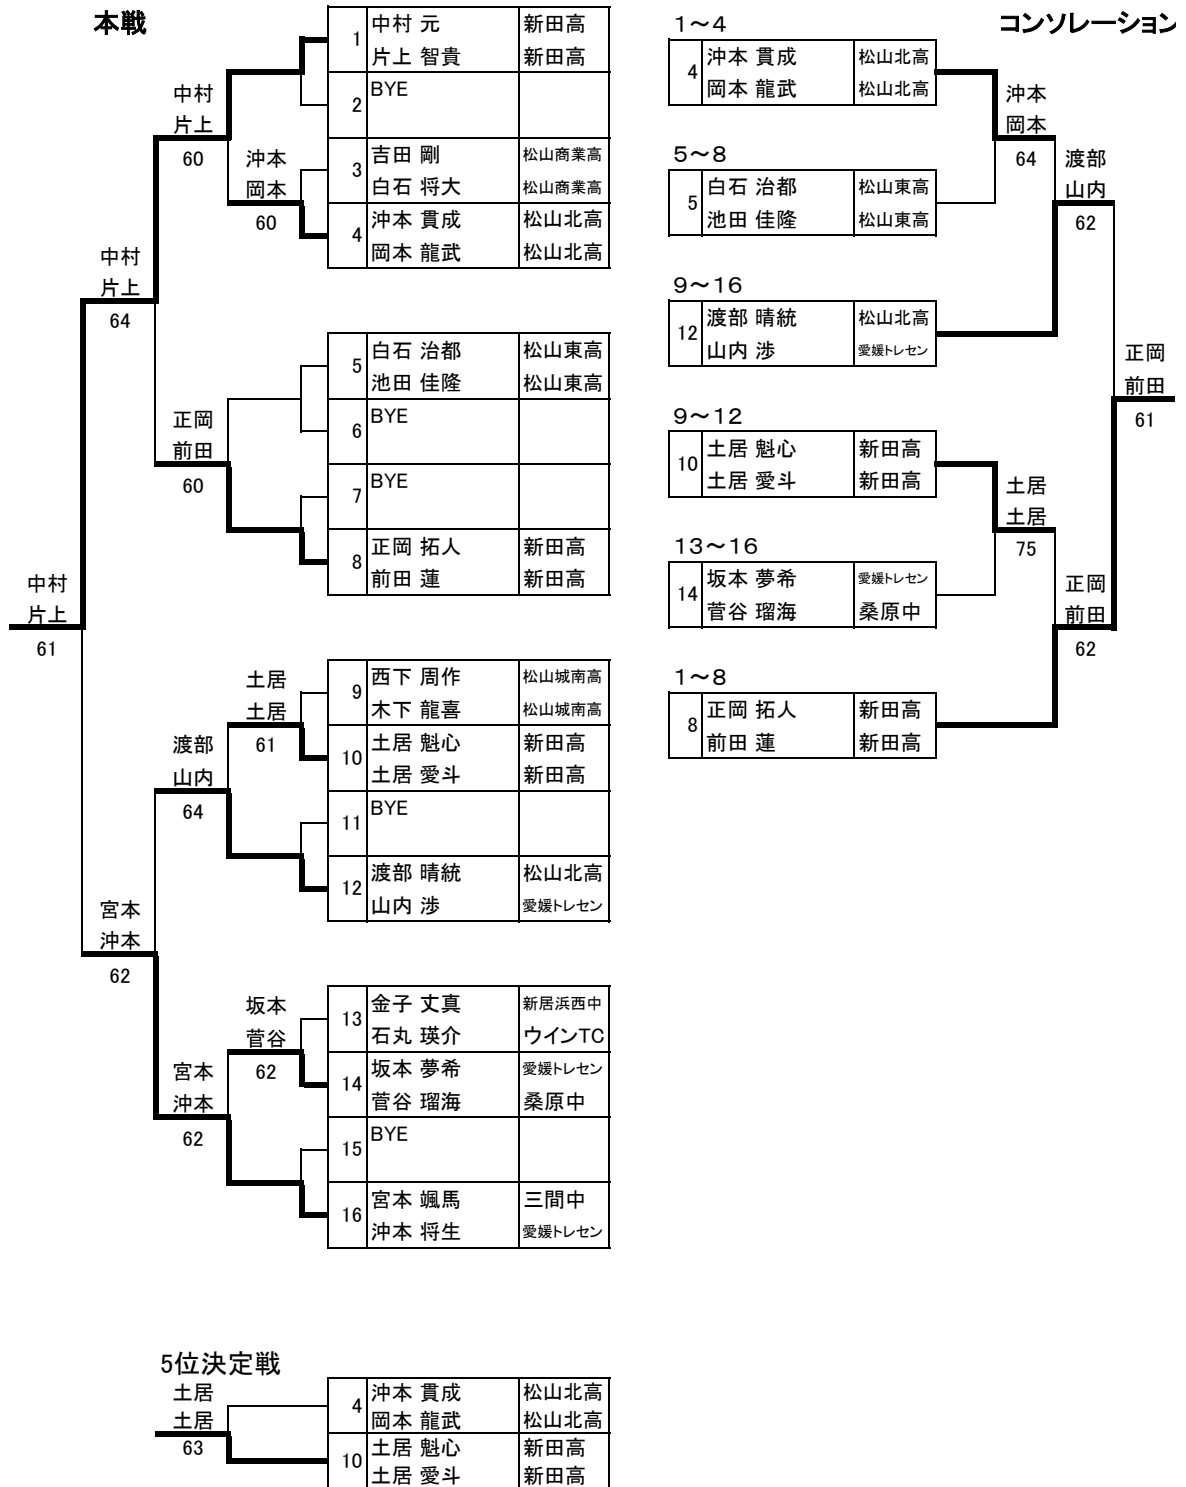 本戦
コンソレーション
1 中村 元 新田高
片上 智貴 新田高
2 BYE
3 吉田 剛 松山商業高
白石 将大 松山商業高
4 沖本 貫成 松山北高
岡本 龍武 松山北高
5 白石 治都 松山東高
池田 佳隆 松山東高
6 BYE
7 BYE
8 正岡 拓人 新田高
前田 蓮 新田高
9 西下 周作 松山城南高
木下 龍喜 松山城南高
10 土居 魁心 新田高
土居 愛斗 新田高
11 BYE
12 渡部 晴統 松山北高
山内 渉 愛媛トレセン
13 金子 丈真 新居浜西中
石丸 瑛介 ウインTC
14 坂本 夢希 愛媛トレセン
菅谷 瑠海 桑原中
15 BYE
16 宮本 颯馬 三間中
沖本 将生 愛媛トレセン
沖本
岡本
60
土居
土居
61
坂本
菅谷
62
中村
片上
60
正岡
前田
60
渡部
山内
64
宮本
沖本
62
中村
片上
64
宮本
沖本
62
中村
片上
61
1~4
4 沖本 貫成 松山北高
岡本 龍武 松山北高
5~8
5 白石 治都 松山東高
池田 佳隆 松山東高
9~16
12 渡部 晴統 松山北高
山内 渉 愛媛トレセン
9~12
10 土居 魁心 新田高
土居 愛斗 新田高
13~16
14 坂本 夢希 愛媛トレセン
菅谷 瑠海 桑原中
1~8
8 正岡 拓人 新田高
前田 蓮 新田高
沖本
岡本
64
土居
土居
75
渡部
山内
62
正岡
前田
62
正岡
前田
61
5位決定戦
土居
土居
63
4 沖本 貫成 松山北高
岡本 龍武 松山北高
10 土居 魁心 新田高
土居 愛斗 新田高